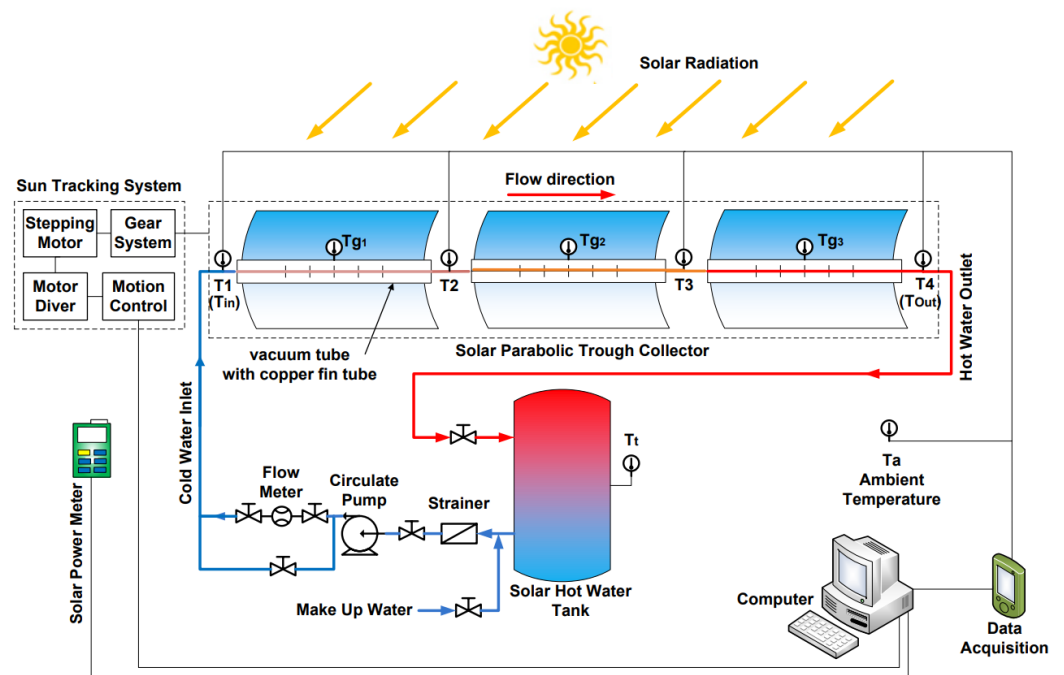 Solar Radiation
Sun Tracking System
Stepping
Motor
Gear
System
Motor
Diver
Motion
Control
Flow direction
Tg1
Tg2
Tg3
T1
(Tin)
T2
T3
T4
(TOut)
vacuum tube
with copper fin tube
Solar Parabolic Trough Collector
Hot Water Outlet
Cold Water Inlet
Solar Power Meter
Flow
Meter
Circulate
Pump
Strainer
Tt
Ta
Ambient
Temperature
Make Up Water
Solar Hot Water
Tank
Computer
Data
Acquisition